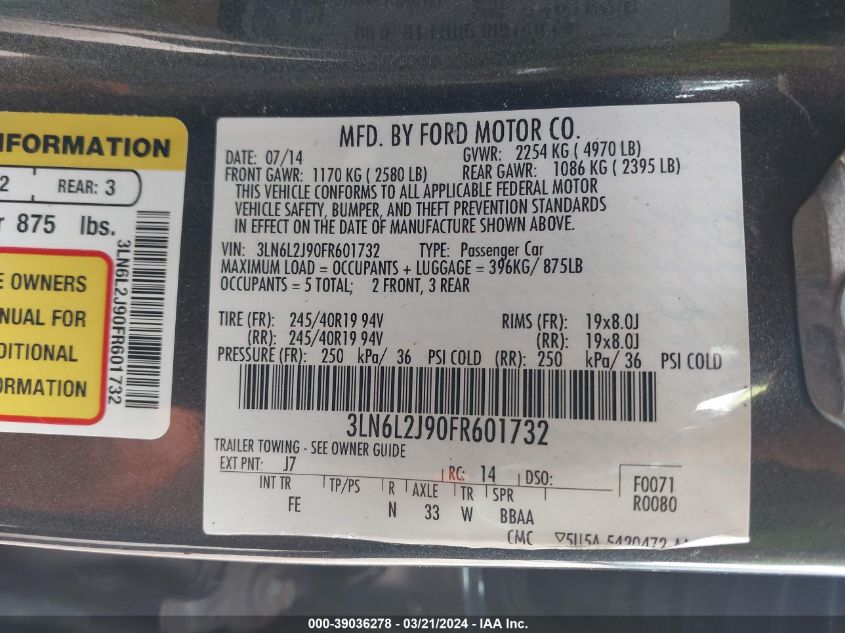 NFORMATION
2
REAR: 3
875 lbs.
3LN6L2J90FR601732
E OWNERS
ANUAL FOR
DITIONAL
ORMATION
MFD. BY FORD MOTOR CO.
DATE: 07/14 GVWR: 2254 KG ( 4970 LB)
FRONT GAWR: 1170 KG ( 2580 LB) REAR GAWR: 1086 KG ( 2395 LB)
THIS VEHICLE CONFORMS TO ALL APPLICABLE FEDERAL MOTOR
VEHICLE SAFETY, BUMPER, AND THEFT PREVENTION STANDARDS
IN EFFECT ON THE DATE OF MANUFACTURE SHOWN ABOVE.
VIN: 3LN6L2J90FR601732 TYPE: Passenger Car
MAXIMUM LOAD = OCCUPANTS + LUGGAGE = 396KG/ 875LB
OCCUPANTS = 5 TOTAL; 2 FRONT, 3 REAR
TIRE (FR): 245/40R19 94V RIMS (FR): 19x8.0J
(RR): 245/40R19 94V (RR): 19x8.0J
PRESSURE (FR): 250 kPa/ 36 PSI COLD (RR): 250 kPa/ 36 PSI COLD
3LN6L2J90FR601732
TRAILER TOWING - SEE OWNER GUIDE
EXT PNT: J7 RC: 14 DSO: F0071
INT TR TP/PS R AXLE TR SPR R0080
FE N 33 W BBAA
CMC
000-39036278 - 03/21/2024 - IAA Inc.